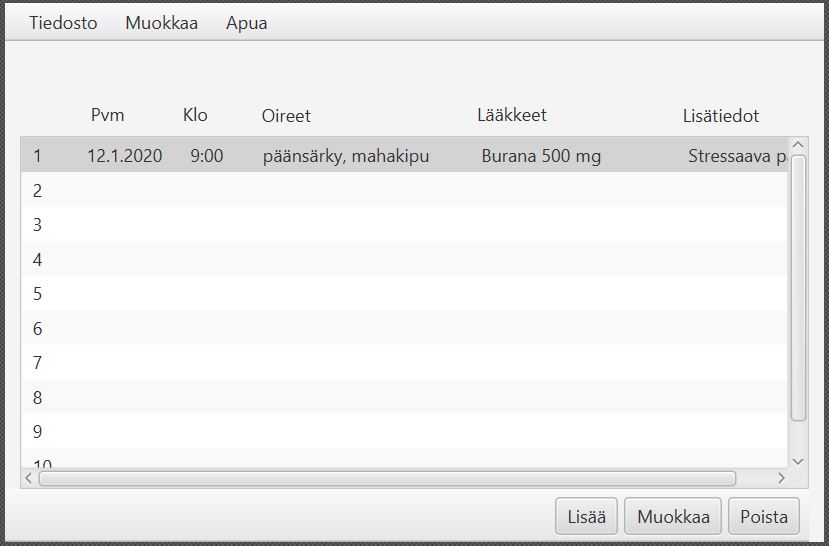 Tiedosto Muokkaa Apua
Pvm Klo Oireet Lääkkeet Lisätiedot
1 12.1.2020 9:00 päänsärky, mahakipu Burana 500 mg Stressaava
2
3
4
5
6
7
8
9
10
Lisää Muokkaa Poista